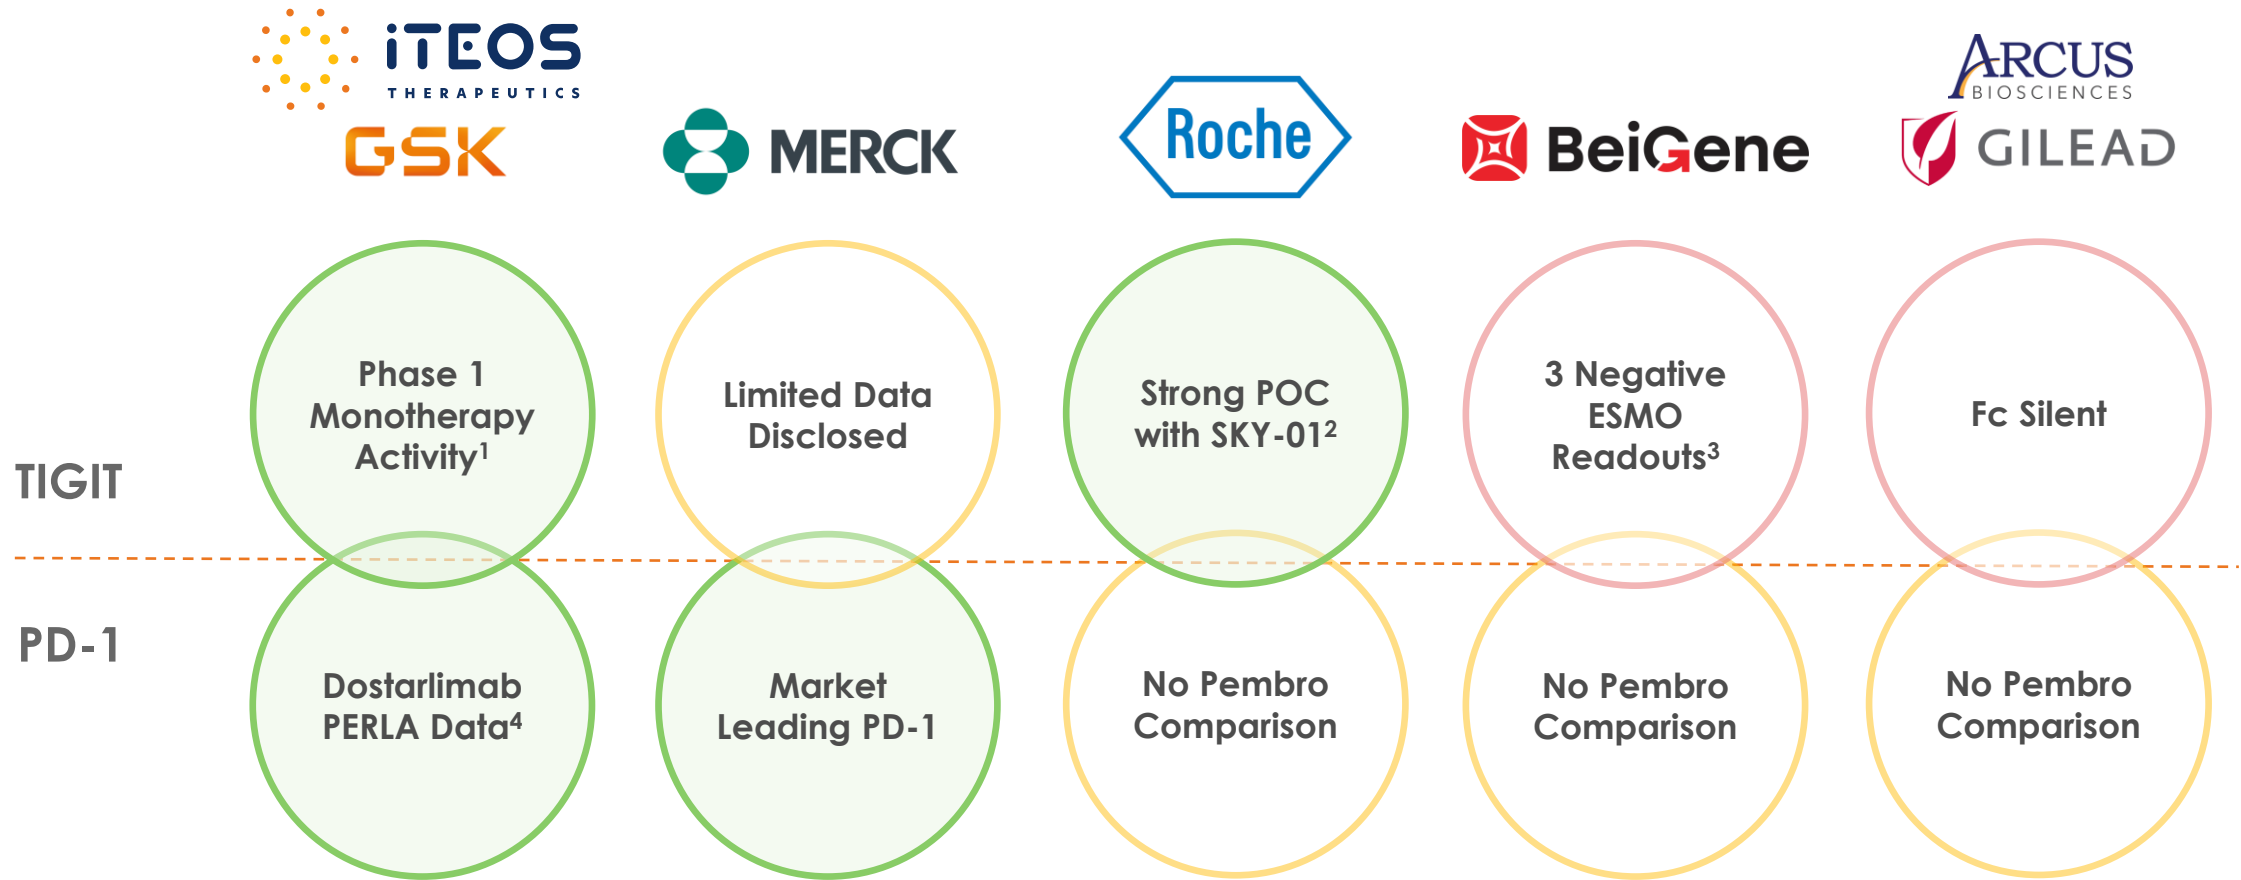 iTEOS
THERAPEUTICS
GSK
MERCK
Roche
BeiGene
ARCUS
BIOSCIENCES
GILEAD
TIGIT
Phase 1
Monotherapy
Activity¹
Limited Data
Disclosed
Strong POC
with SKY-01²
3 Negative
ESMO
Readouts³
Fc Silent
PD-1
Dostarlimab
PERLA Data⁴
Market
Leading PD-1
No Pembro
Comparison
No Pembro
Comparison
No Pembro
Comparison